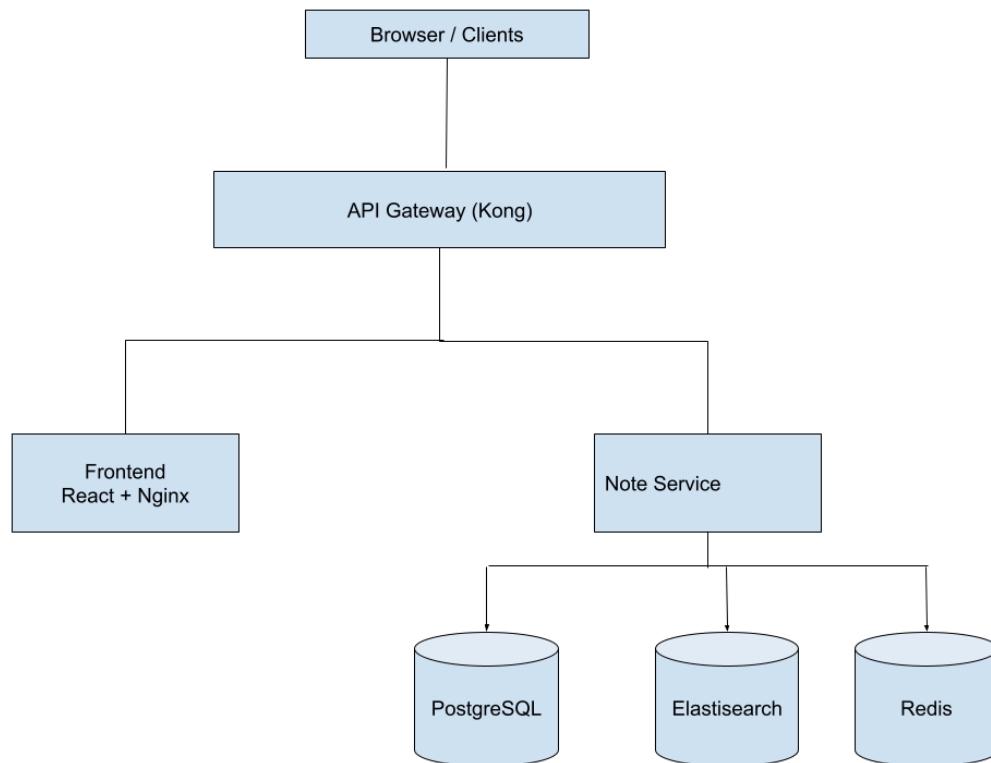 Browser / Clients
API Gateway (Kong)
Frontend
React + Nginx
Note Service
PostgreSQL
Elastisearch
Redis